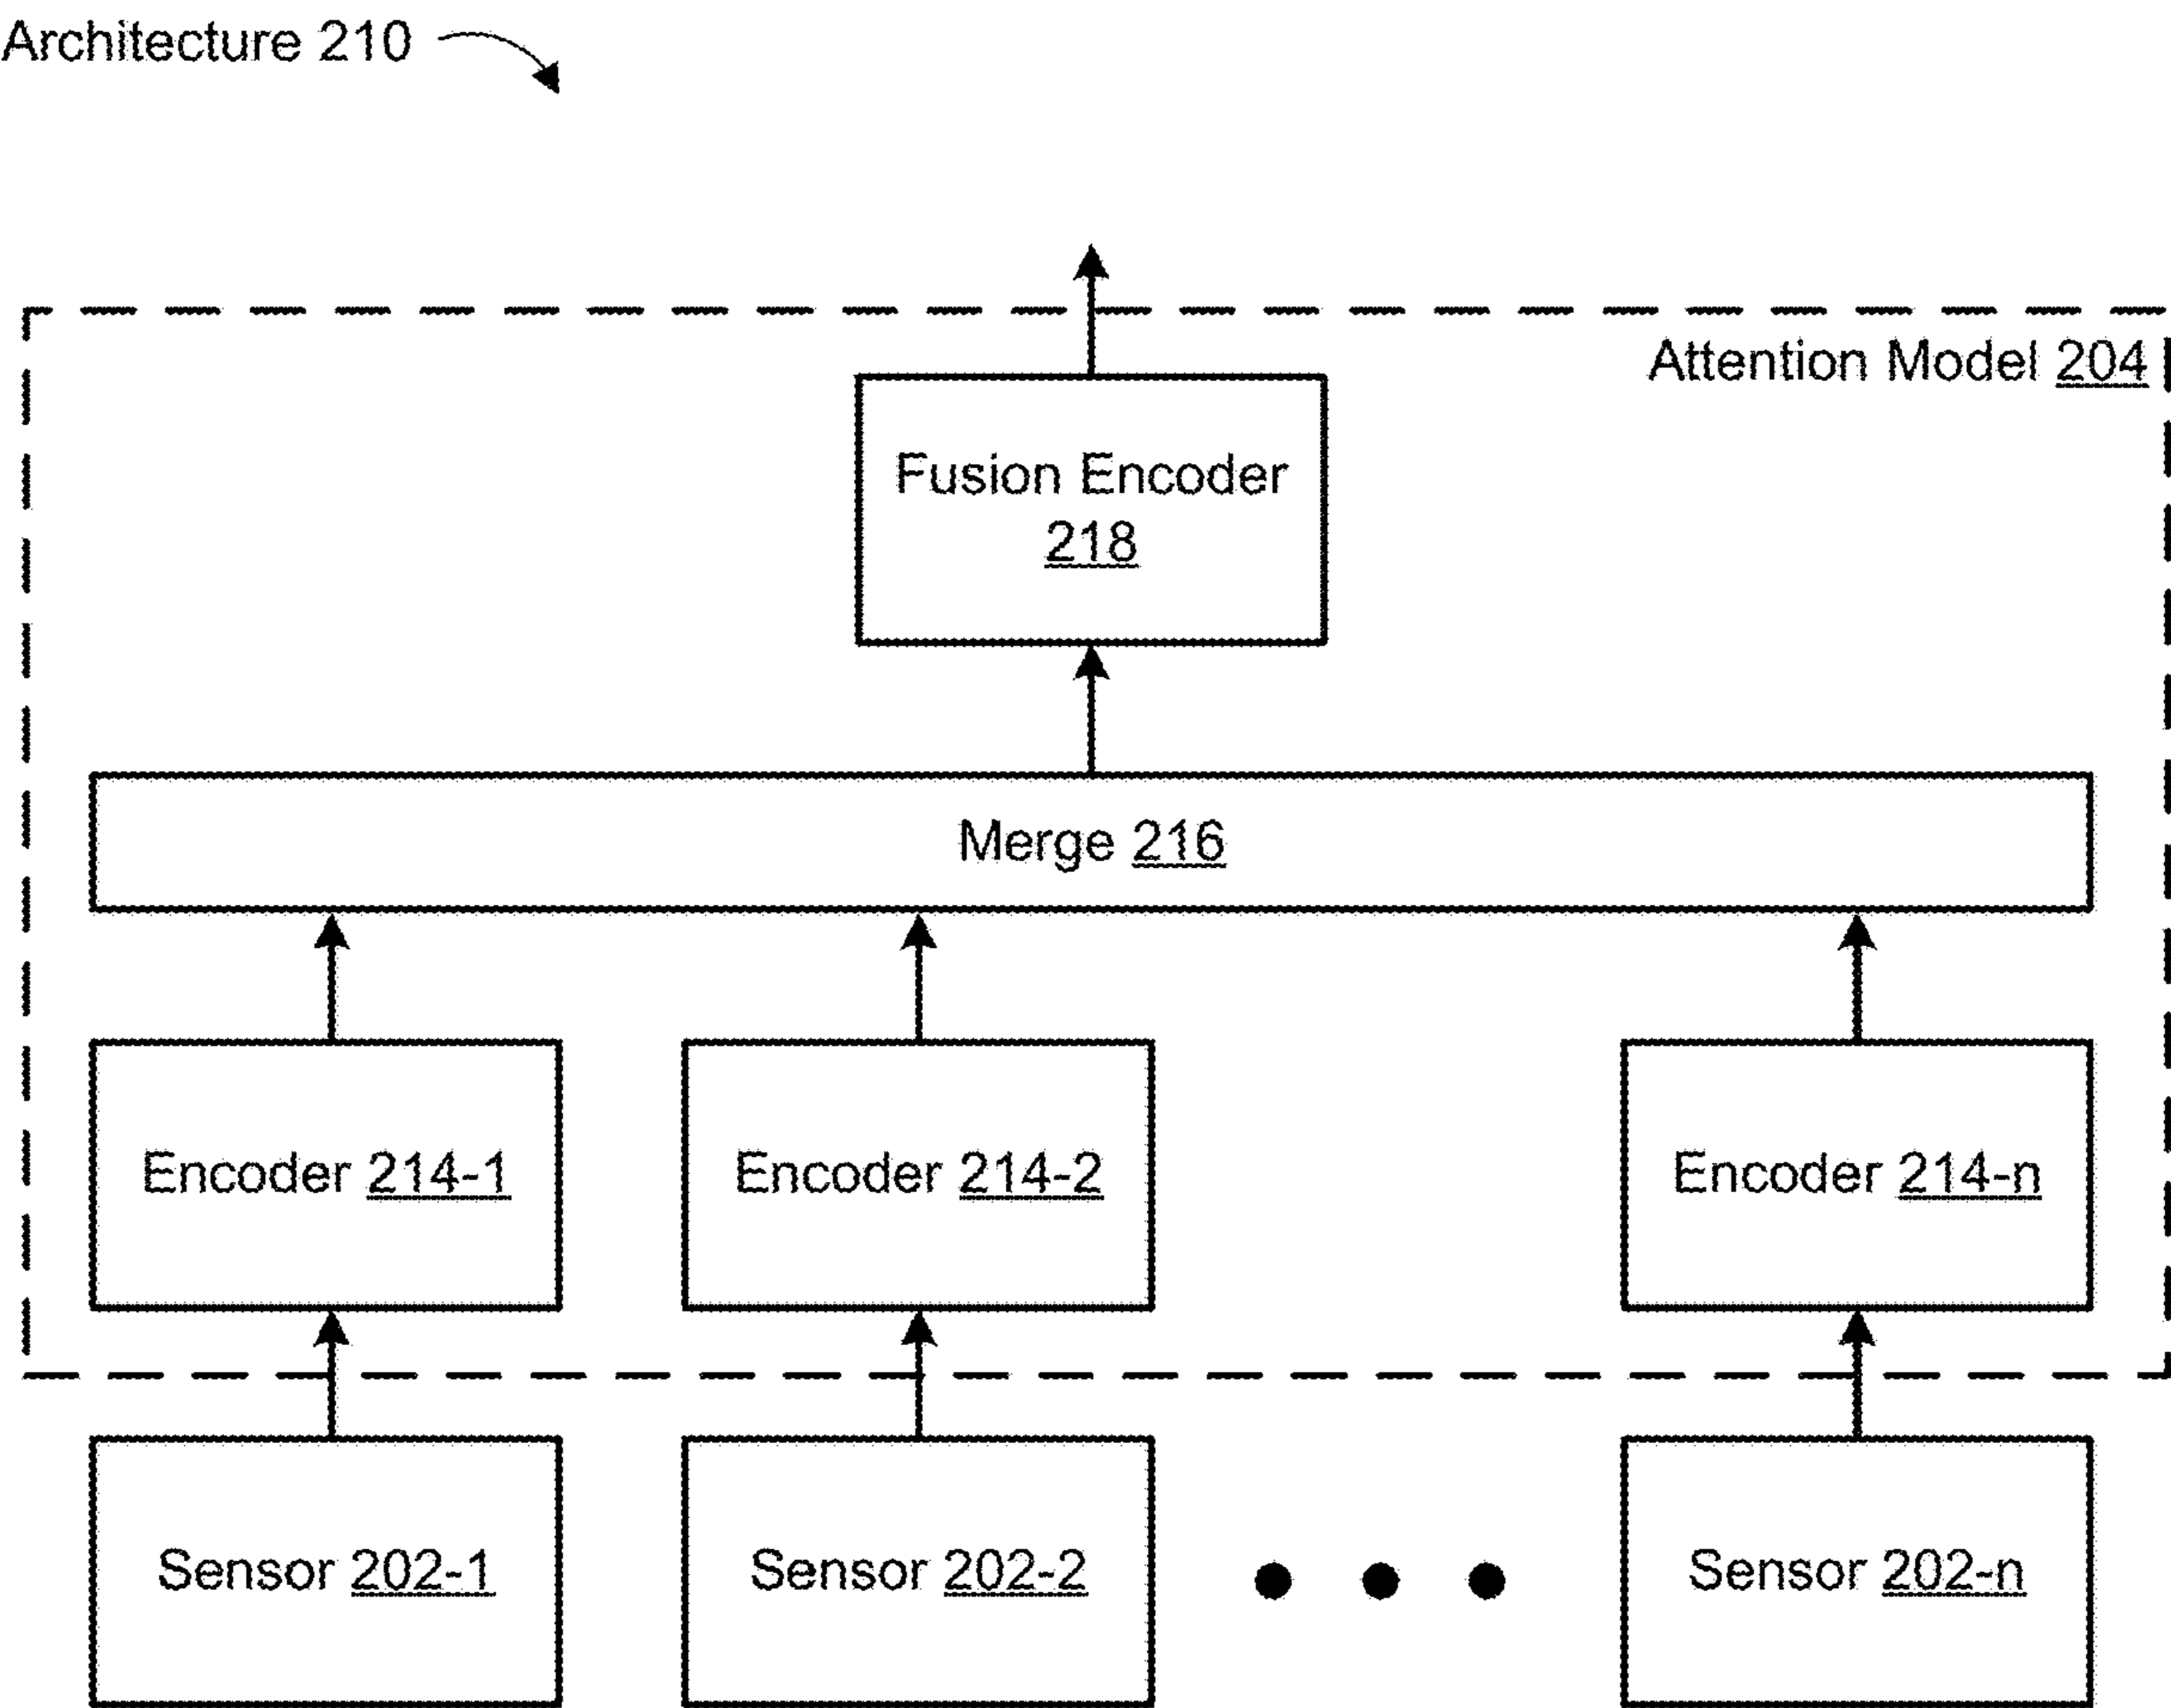 Architecture 210
Attention Model 204
Fusion Encoder
218
Merge 216
Encoder 214-1
Encoder 214-2
Encoder 214-n
Sensor 202-1
Sensor 202-2
Sensor 202-n